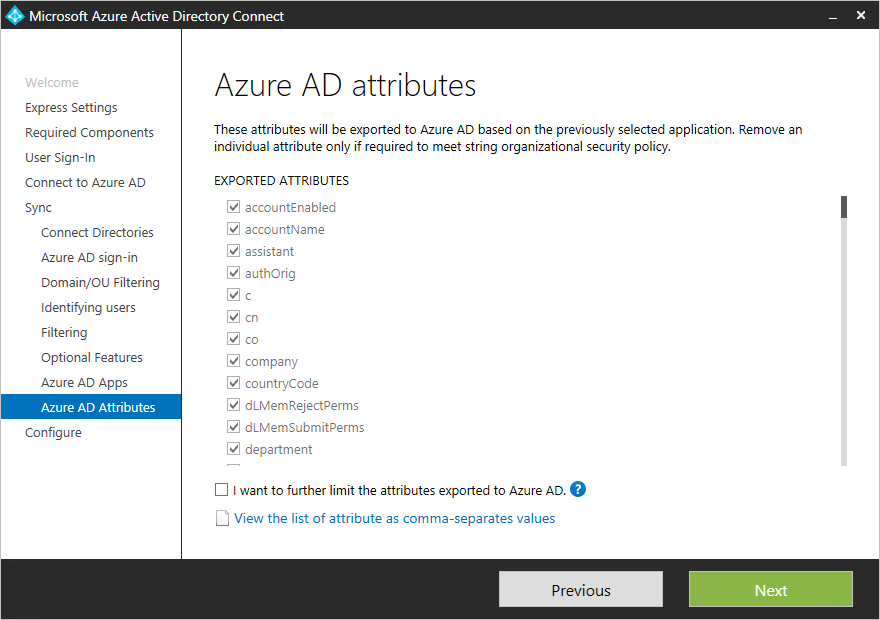 Microsoft Azure Active Directory Connect
Welcome
Express Settings
Required Components
User Sign-In
Connect to Azure AD
Sync
Connect Directories
Azure AD sign-in
Domain/OU Filtering
Identifying users
Filtering
Optional Features
Azure AD Apps
Azure AD Attributes
Configure
Azure AD attributes
These attributes will be exported to Azure AD based on the previously selected application. Remove an
individual attribute only if required to meet string organizational security policy.
EXPORTED ATTRIBUTES
accountEnabled
accountName
assistant
authOrig
c
cn
co
company
countryCode
dLMemRejectPerms
dLMemSubmitPerms
department
I want to further limit the attributes exported to Azure AD. ?
View the list of attribute as comma-separates values
Previous
Next